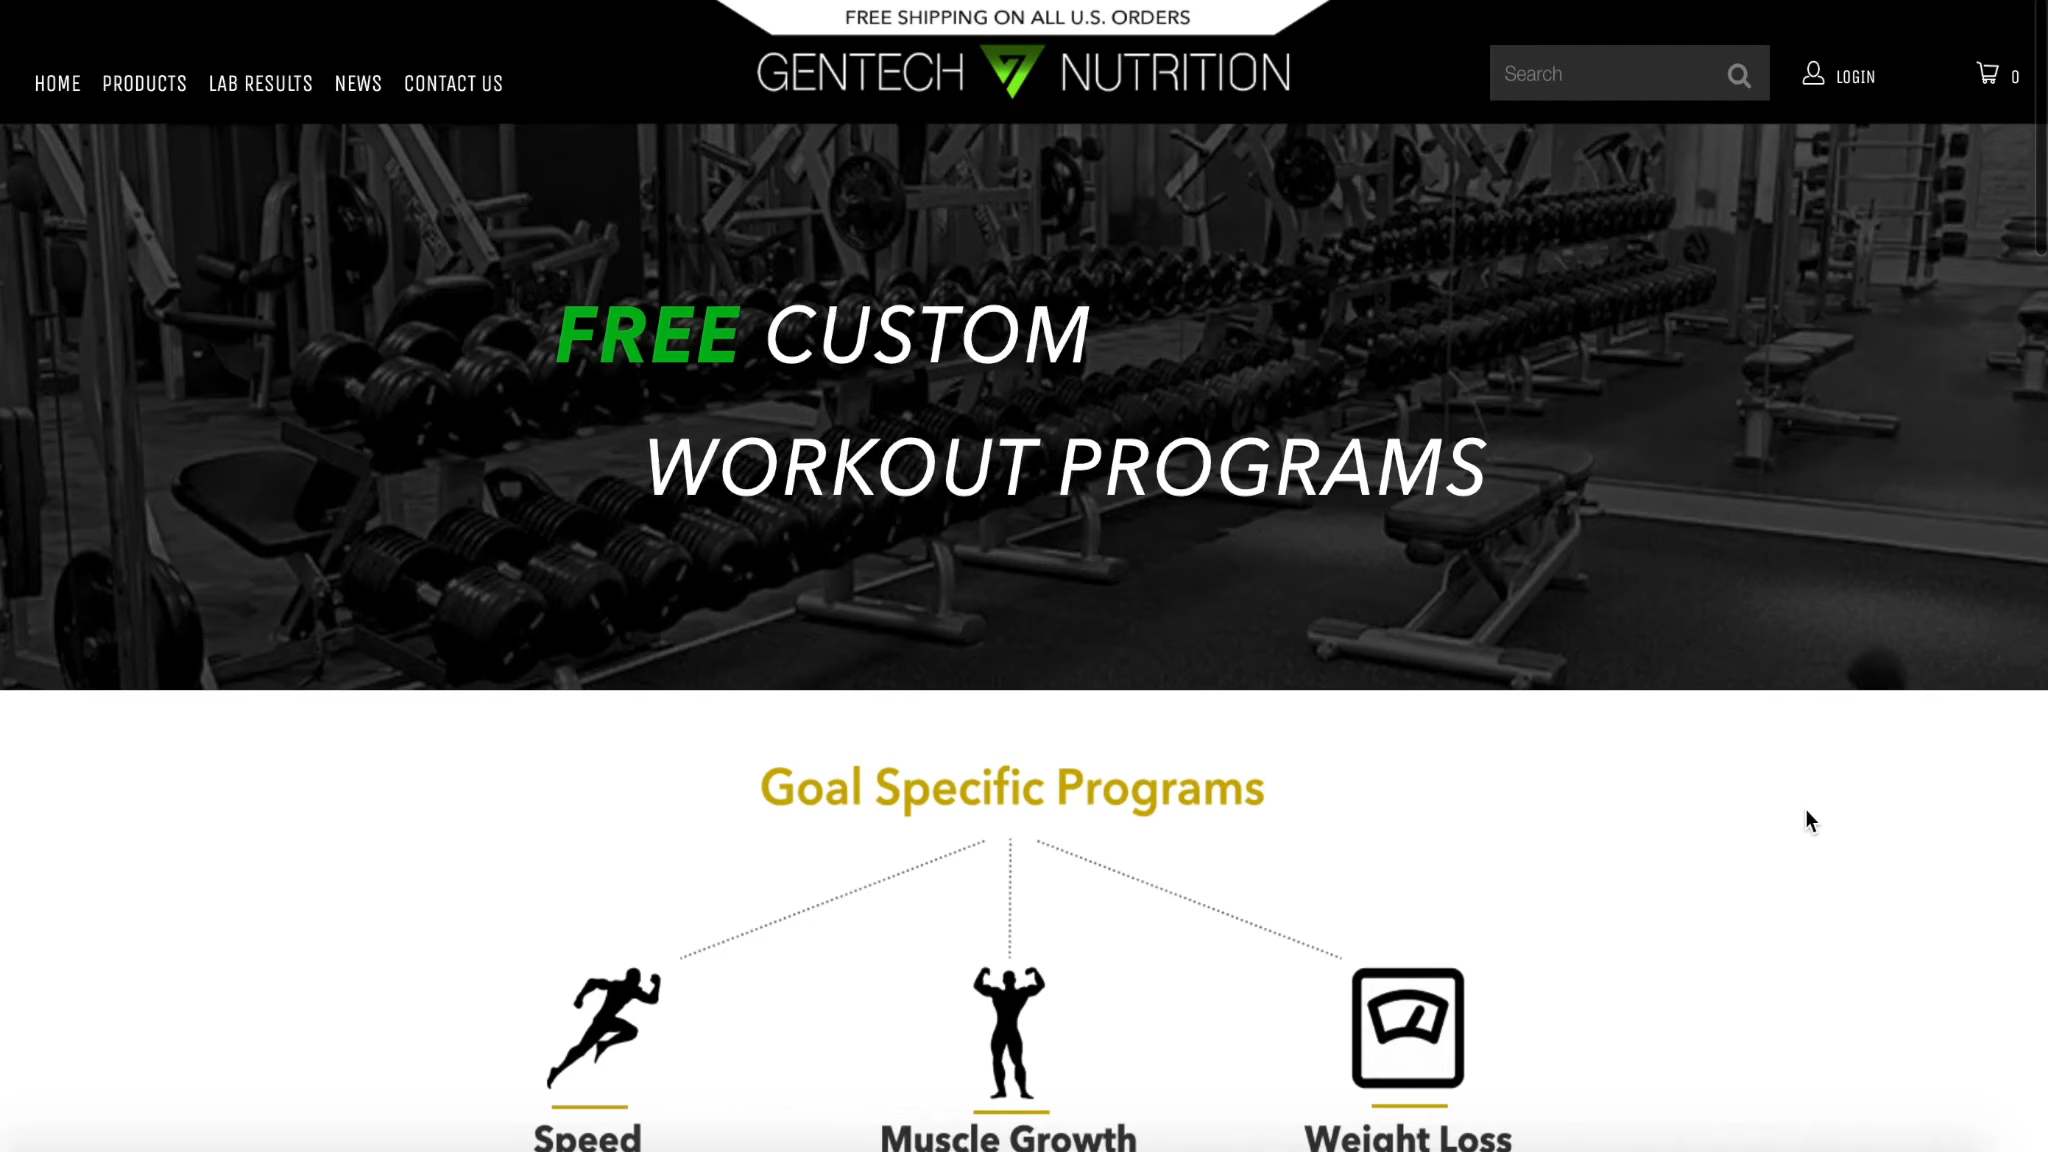 FREE SHIPPING ON ALL U.S. ORDERS
HOME PRODUCTS LAB RESULTS NEWS CONTACT US
GENTECH NUTRITION
Search
LOGIN
0
FREE CUSTOM
WORKOUT PROGRAMS
Goal Specific Programs
Speed
Muscle Growth
Weight Loss